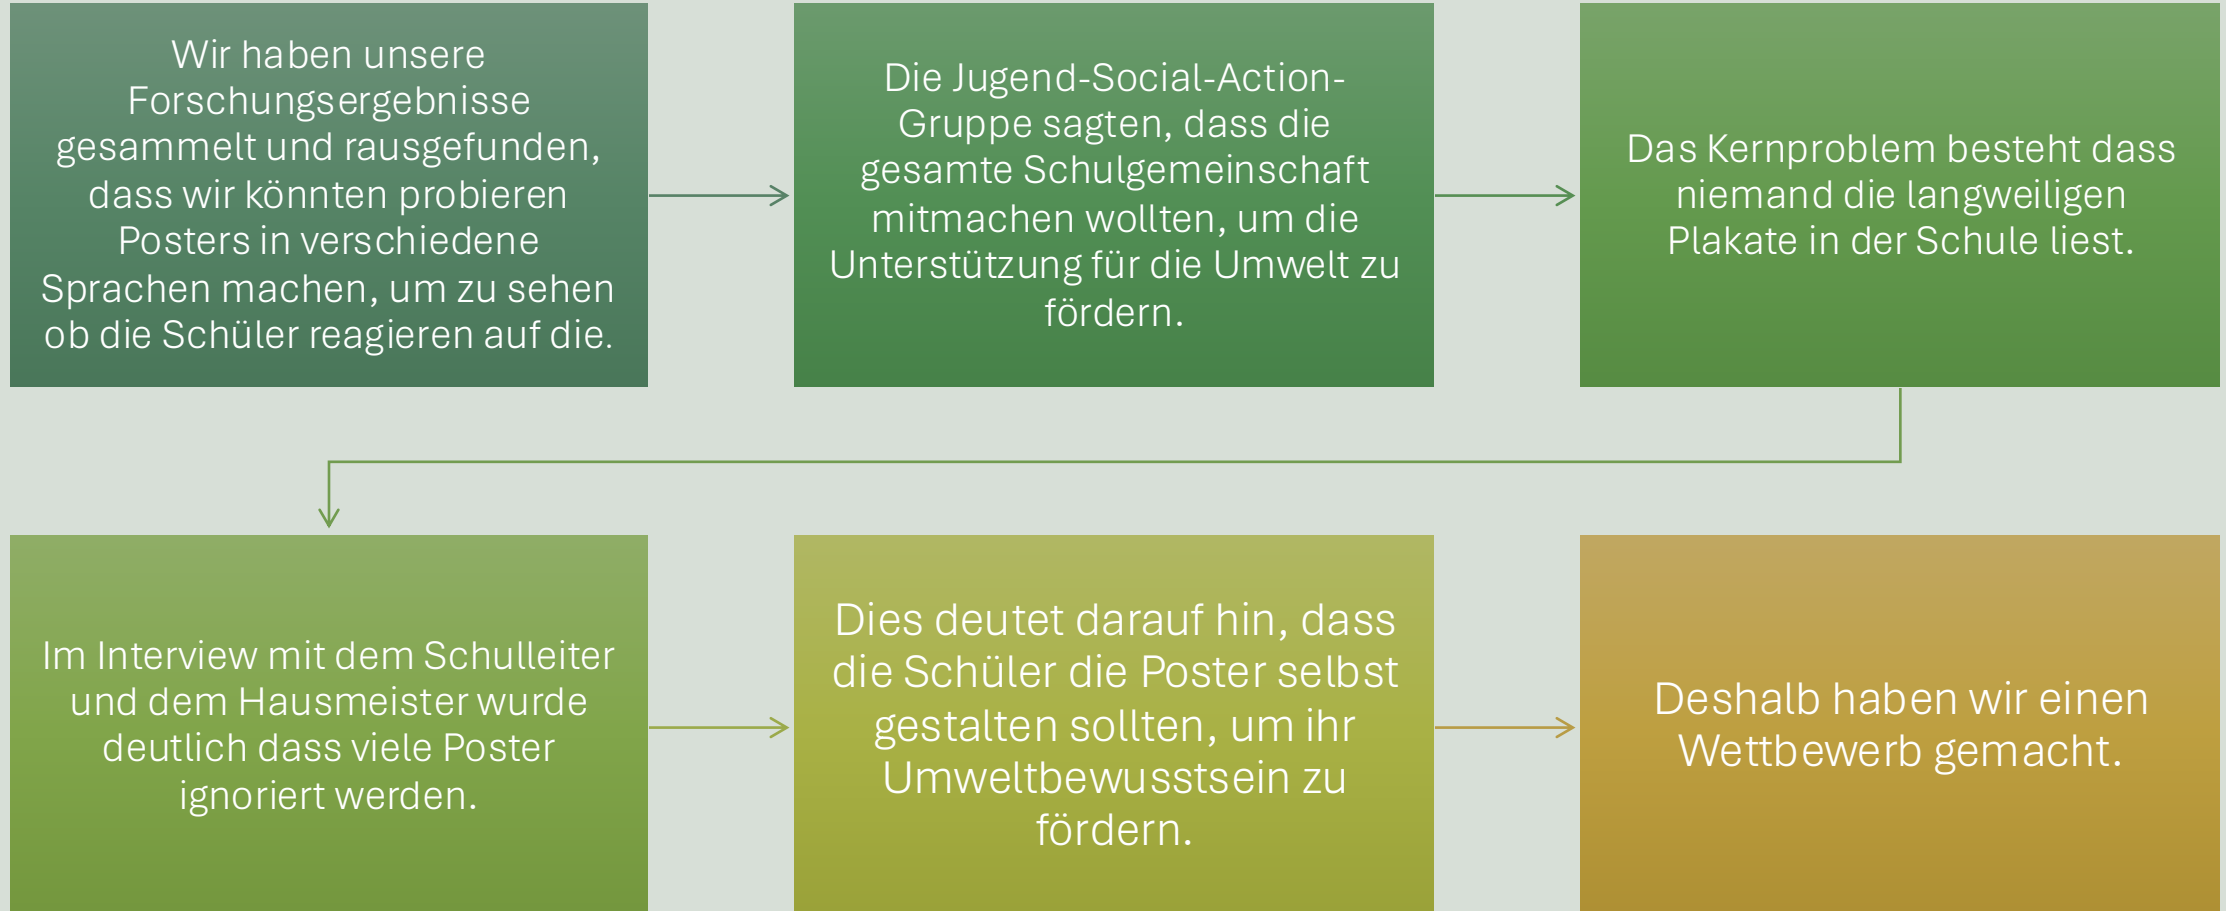 Wir haben unsere
Forschungsergebnisse
gesammelt und rausgefunden,
dass wir könnten probieren
Posters in verschiedene
Sprachen machen, um zu sehen
ob die Schüler reagieren auf die.
Die Jugend-Social-Action-
Gruppe sagten, dass die
gesamte Schulgemeinschaft
mitmachen wollten, um die
Unterstützung für die Umwelt zu
fördern.
Das Kernproblem besteht dass
niemand die langweiligen
Plakate in der Schule liest.
Im Interview mit dem Schulleiter
und dem Hausmeister wurde
deutlich dass viele Poster
ignoriert werden.
Dies deutet darauf hin, dass
die Schüler die Poster selbst
gestalten sollten, um ihr
Umweltbewusstsein zu
fördern.
Deshalb haben wir einen
Wettbewerb gemacht.